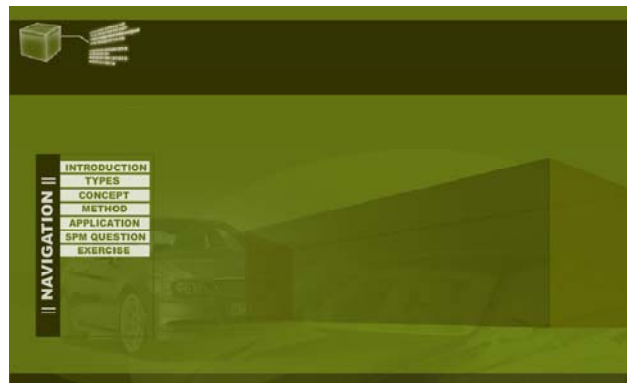 INTRODUCTION
TYPES
CONCEPT
METHOD
APPLICATION
SPM QUESTION
EXERCISE
|| NAVIGATION ||